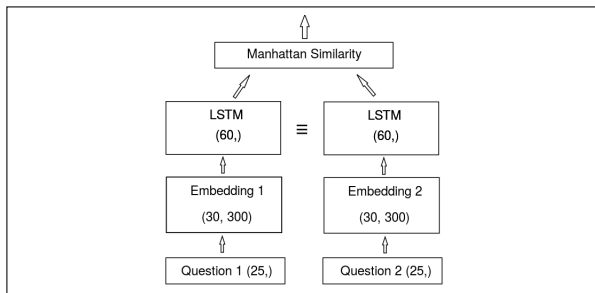 Manhattan Similarity
LSTM
(60,)
≡
LSTM
(60,)
Embedding 1
(30, 300)
Embedding 2
(30, 300)
Question 1 (25,)
Question 2 (25,)